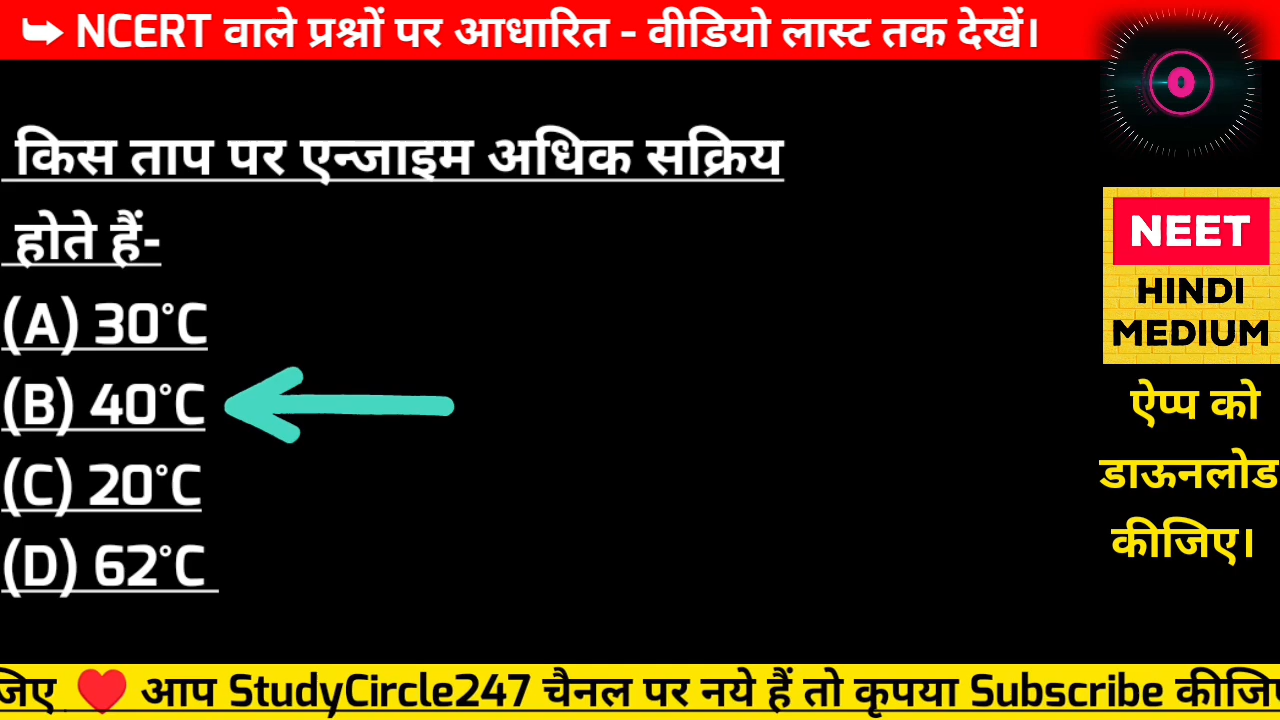 ➥ NCERT वाले प्रश्नों पर आधारित - वीडियो लास्ट तक देखें।
0
किस ताप पर एन्जाइम अधिक सक्रिय
होते हैं-
(A) 30°C
(B) 40°C
(C) 20°C
(D) 62°C
NEET
HINDI
MEDIUM
ऐप्प को
डाऊनलोड
कीजिए।
जिए ❤️ आप StudyCircle247 चैनल पर नये हैं तो कृपया Subscribe कीजिए